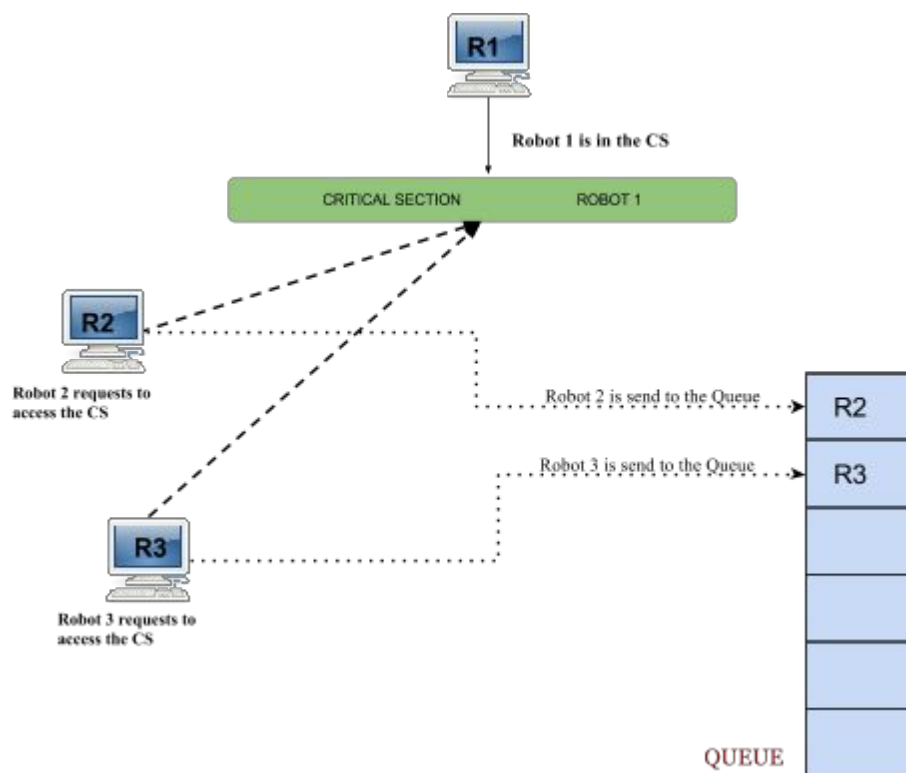 R1
Robot 1 is in the CS
CRITICAL SECTION ROBOT 1
R2
Robot 2 requests to
access the CS
Robot 2 is send to the Queue
R2
Robot 3 is send to the Queue
R3
R3
Robot 3 requests to
access the CS
QUEUE